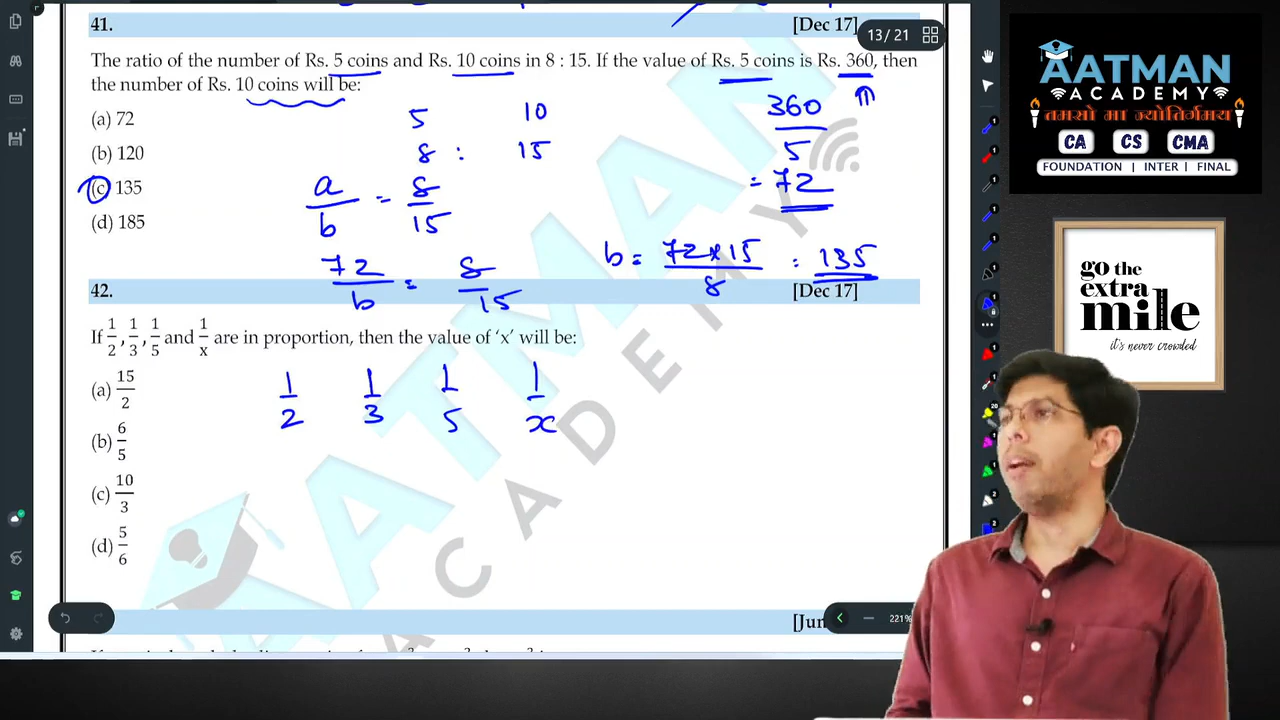 41. [Dec 17]
13/21
The ratio of the number of Rs. 5 coins and Rs. 10 coins in 8 : 15. If the value of Rs. 5 coins is Rs. 360, then
the number of Rs. 10 coins will be:
(a) 72
(b) 120
(c) 135
(d) 185
5 10
8 : 15
a/b = 8/15
72/b = 8/15
360/5
= 72
b = 72×15/8 = 135
42. [Dec 17]
If 1/2, 1/3, 1/5 and 1/x are in proportion, then the value of ‘x’ will be:
(a) 15/2
(b) 6/5
(c) 10/3
(d) 5/6
1/2 1/3 1/5 1/x
[Jun
221%
AATMAN
ACADEMY
तमसो मा ज्योतिर्गमय
CA CS CMA
FOUNDATION | INTER | FINAL
go the
extra
mile
it's never crowded
AATMAN
ACADEMY